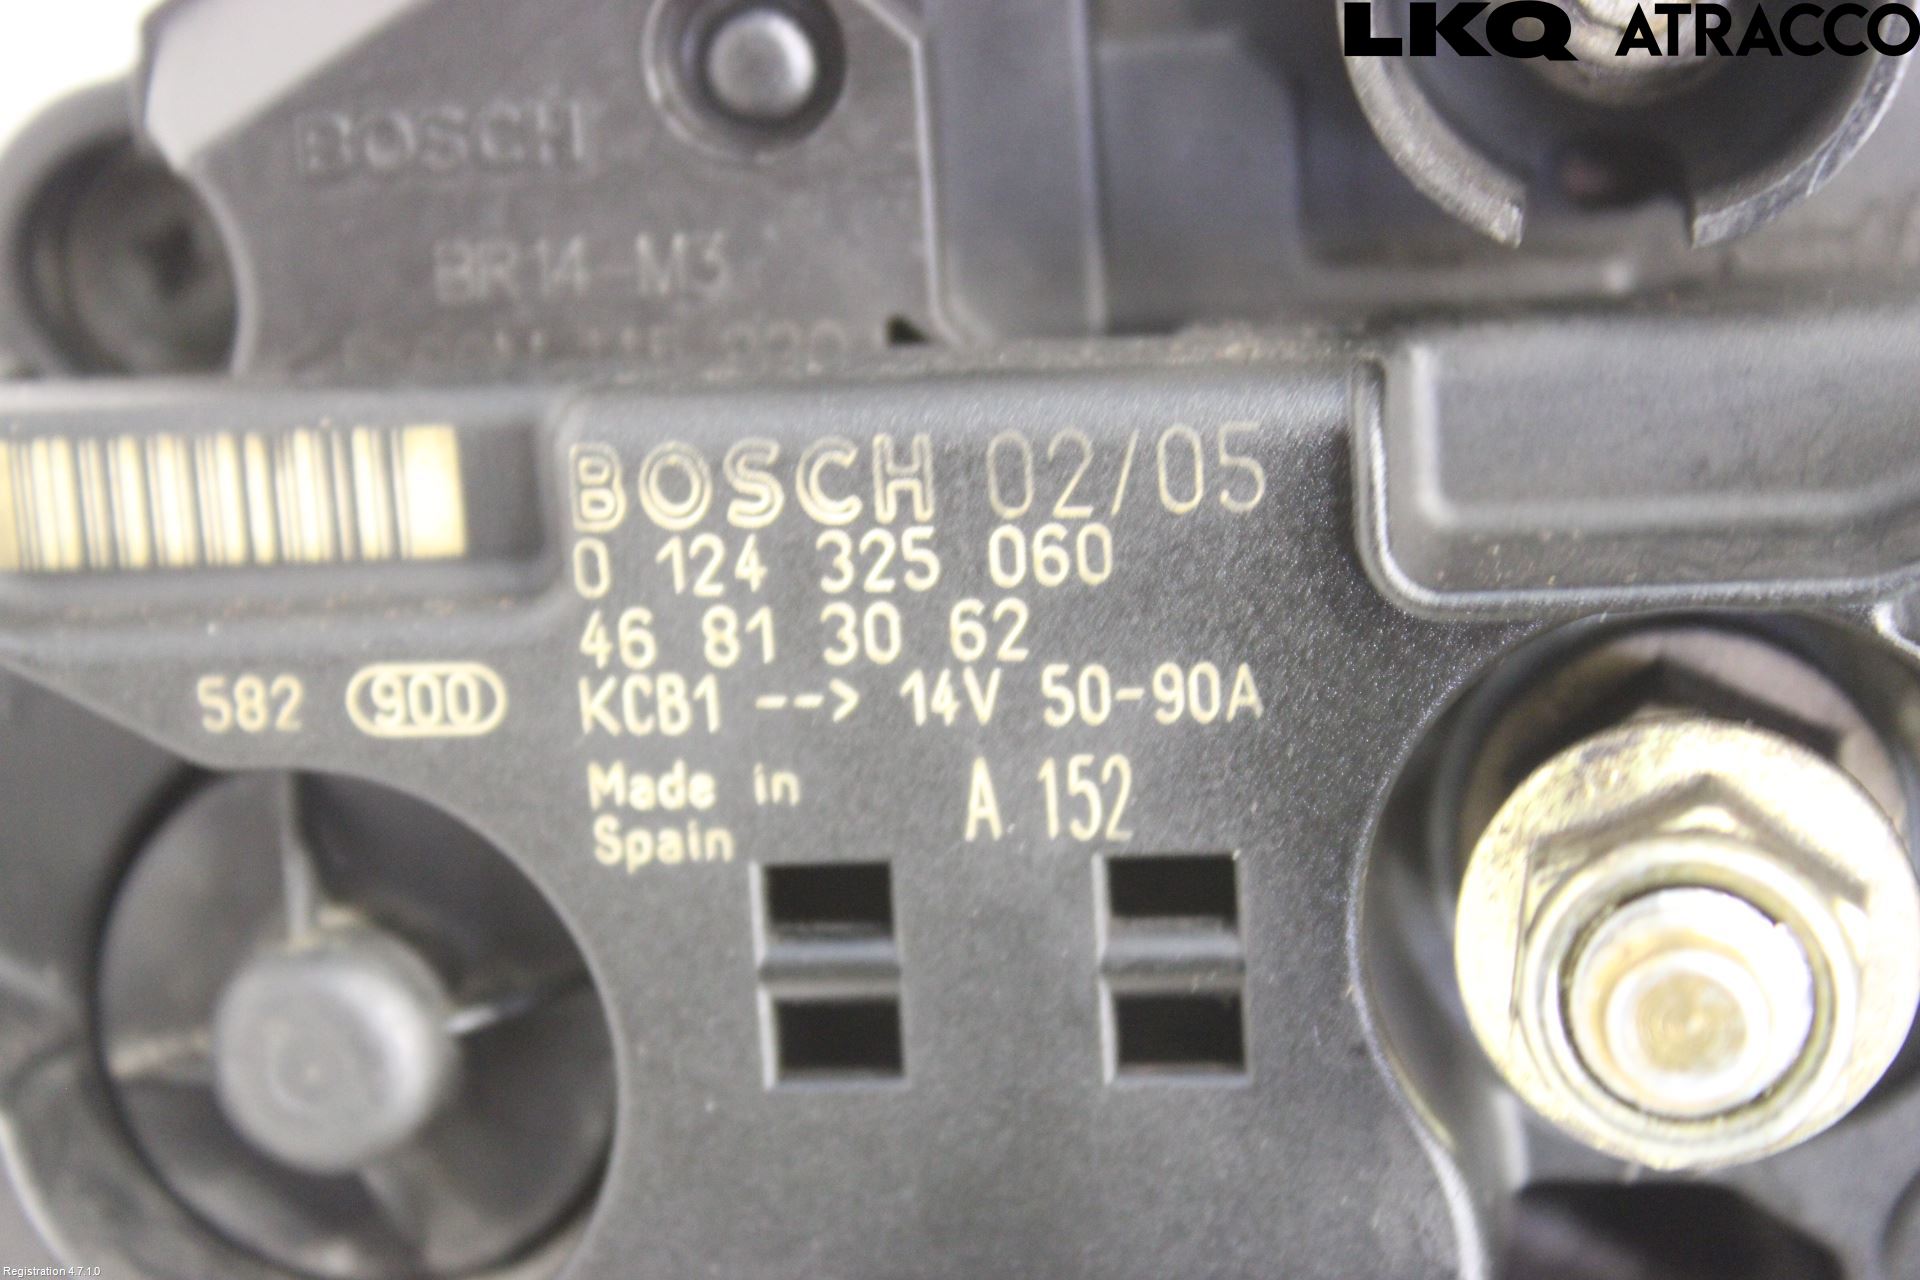 LKQ ATRACCO
BOSCH
BR14-M3
BOSCH 02/05
0 124 325 060
46 81 30 62
582 900 KCB1 --> 14V 50-90A
Made in A 152
Spain
Registration 4.7.1.0